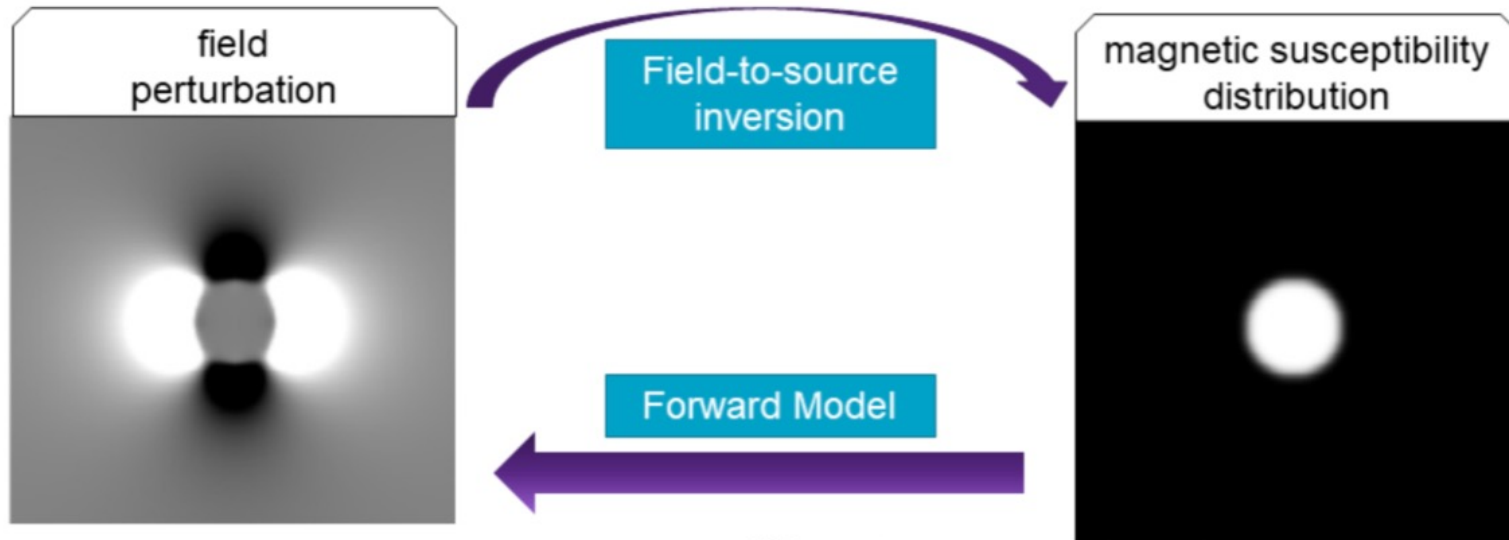 field
perturbation
Field-to-source
inversion
magnetic susceptibility
distribution
Forward Model